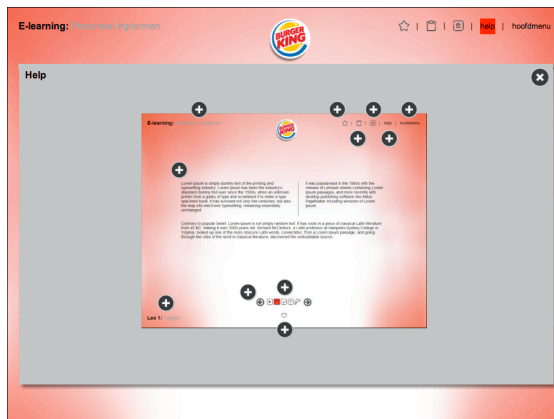 E-learning: Personeel Inplannen
BURGER
KING
| | | help | hoofdmenu
Help
E-learning:
BURGER
KING
| | | help | hoofdmenu
Lorem Ipsum is simply dummy text of the printing and
typesetting industry. Lorem Ipsum has been the industry's
standard dummy text ever since the 1500s, when an unknown
printer took a galley of type and scrambled it to make a type
specimen book. It has survived not only five centuries, but also
the leap into electronic typesetting, remaining essentially
unchanged.
It was popularised in the 1960s with the
release of Letraset sheets containing Lorem
Ipsum passages, and more recently with
desktop publishing software like Aldus
PageMaker including versions of Lorem
Ipsum
Contrary to popular belief, Lorem Ipsum is not simply random text. It has roots in a piece of classical Latin literature
from 45 BC, making it over 2000 years old. Richard McClintock, a Latin professor at Hampden-Sydney College in
Virginia, looked up one of the more obscure Latin words, consectetur, from a Lorem Ipsum passage, and going
through the cites of the word in classical literature, discovered the undoubtable source.
Les 1: